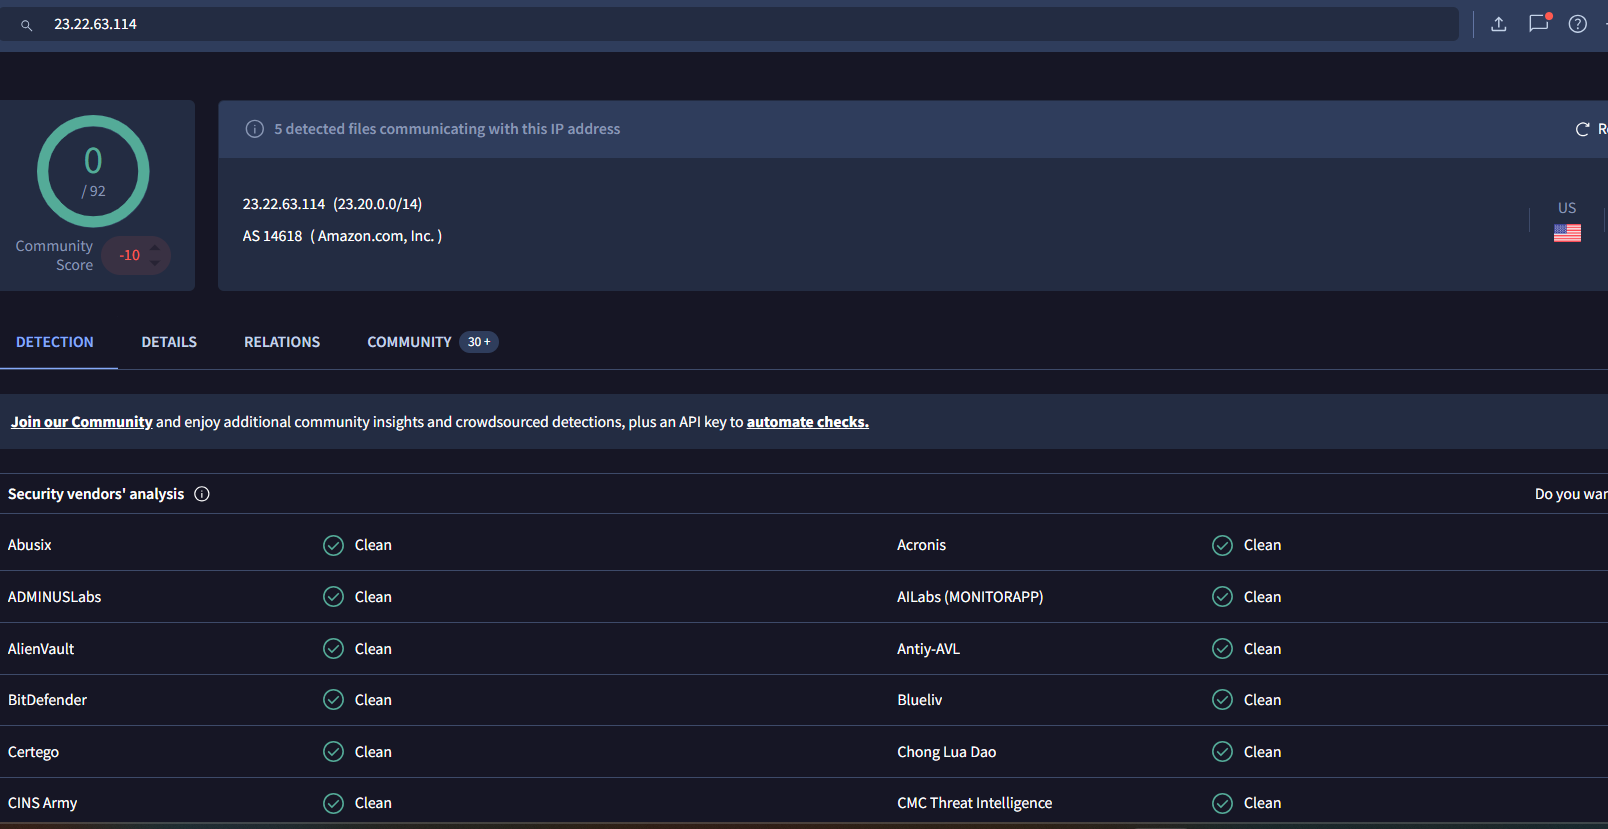 23.22.63.114
0
/ 92
Community Score
-10
5 detected files communicating with this IP address
23.22.63.114 (23.20.0.0/14)
AS 14618 ( Amazon.com, Inc. )
US
DETECTION DETAILS RELATIONS COMMUNITY 30+
Join our Community and enjoy additional community insights and crowdsourced detections, plus an API key to automate checks.
Security vendors' analysis
Do you
Abusix Clean Acronis Clean
ADMINUSLabs Clean AILabs (MONITORAPP) Clean
AlienVault Clean Antiy-AVL Clean
BitDefender Clean Blueliv Clean
Certego Clean Chong Lua Dao Clean
CINS Army Clean CMC Threat Intelligence Clean